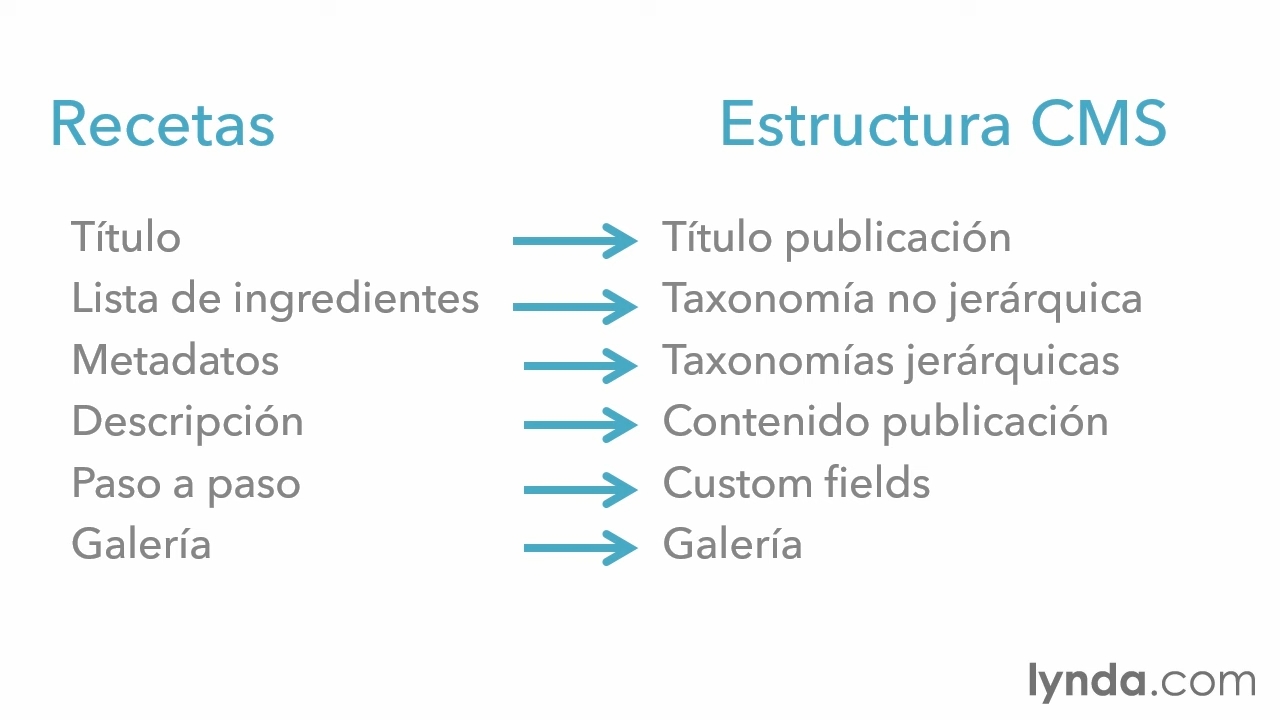 Recetas Estructura CMS
Título Título publicación
Lista de ingredientes Taxonomía no jerárquica
Metadatos Taxonomías jerárquicas
Descripción Contenido publicación
Paso a paso Custom fields
Galería Galería
lynda.com